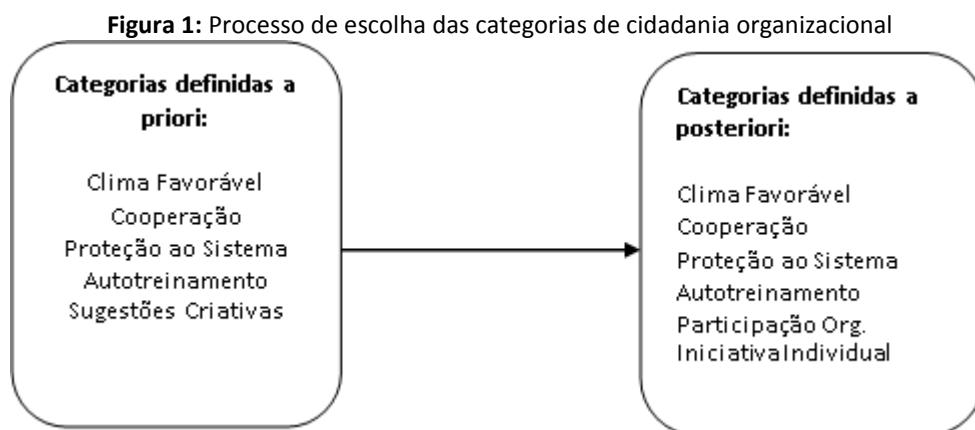 Figura 1: Processo de escolha das categorias de cidadania organizacional
Categorias definidas a
priori:
Clima Favorável
Cooperação
Proteção ao Sistema
Autotreinamento
Sugestões Criativas
Categorias definidas a
posteriori:
Clima Favorável
Cooperação
Proteção ao Sistema
Autotreinamento
Participação Org.
IniciativaIndividual